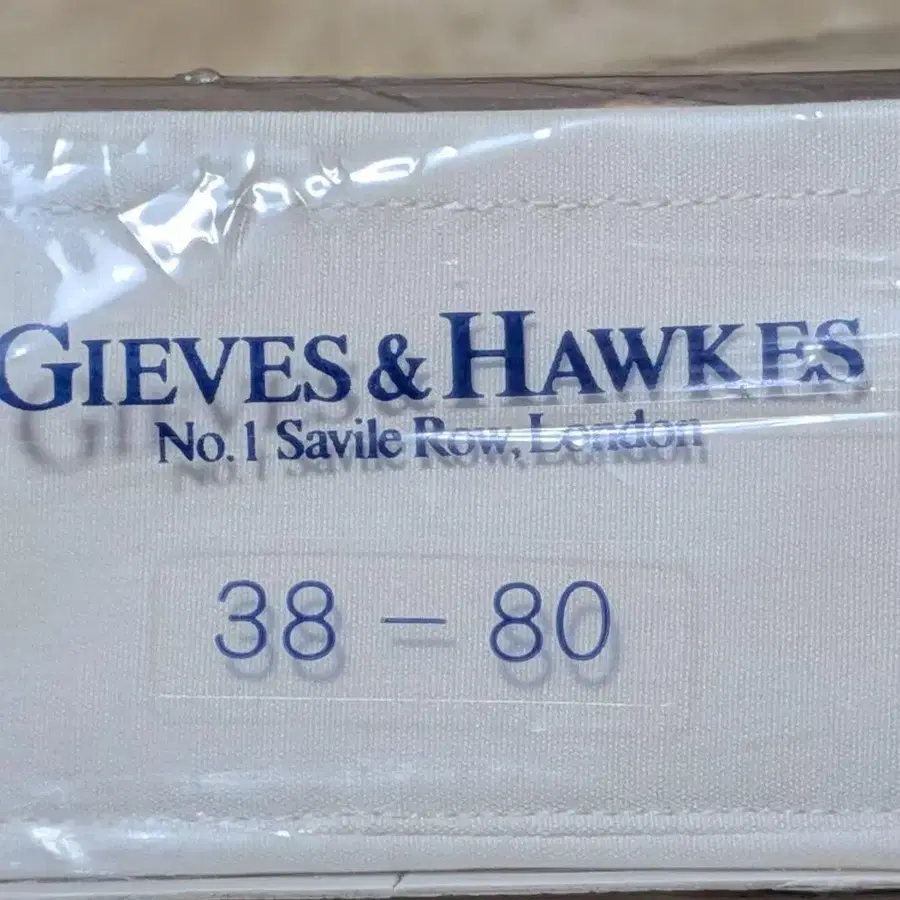 GIEVES & HAWKES
No. 1 Savile Row, London
38 – 80